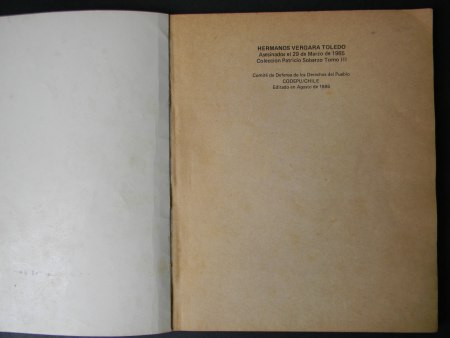 HERMANOS VERGARA TOLEDO
Asesinados el 29 de Marzo de 1985
Colección Patricio Sobarzo Tomo III
Comité de Defensa de los Derechos del Pueblo
CODEPU/CHILE
Editado en Agosto de 1986